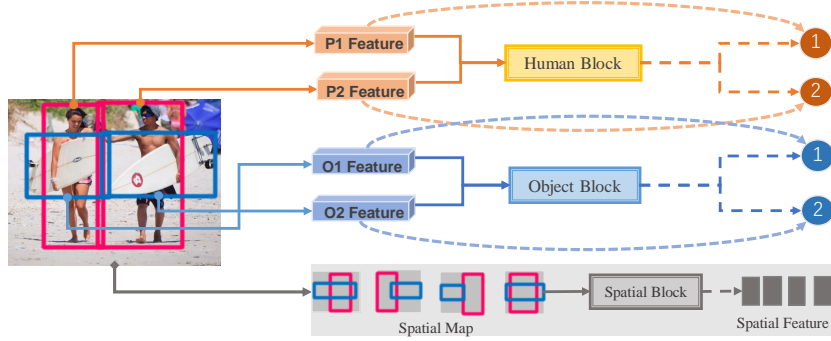 P1 Feature
1
Human Block
P2 Feature
2
O1 Feature
1
Object Block
O2 Feature
2
Spatial Block
Spatial Map
Spatial Feature